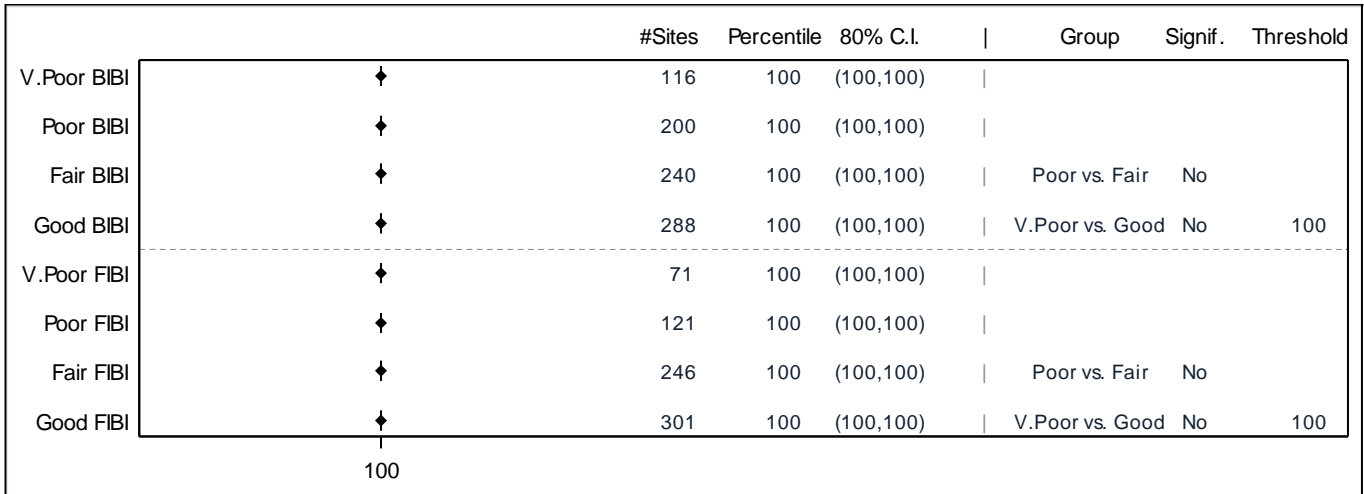 #Sites Percentile 80% C.I. | Group Signif. Threshold
V.Poor BIBI 116 100 (100,100) |
Poor BIBI 200 100 (100,100) |
Fair BIBI 240 100 (100,100) | Poor vs. Fair No
Good BIBI 288 100 (100,100) | V.Poor vs. Good No 100
V.Poor FIBI 71 100 (100,100) |
Poor FIBI 121 100 (100,100) |
Fair FIBI 246 100 (100,100) | Poor vs. Fair No
Good FIBI 301 100 (100,100) | V.Poor vs. Good No 100
100